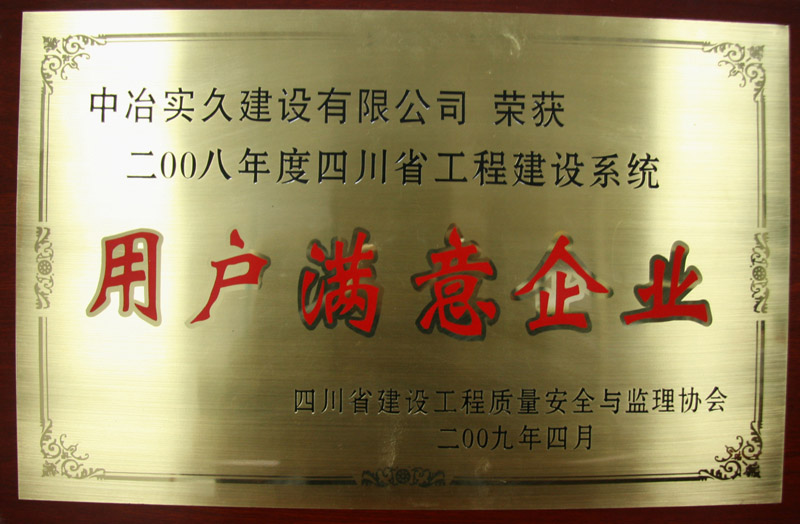 中冶实久建设有限公司 荣获
二00八年度四川省工程建设系统
用户满意企业
四川省建设工程质量安全与监理协会
二00九年四月